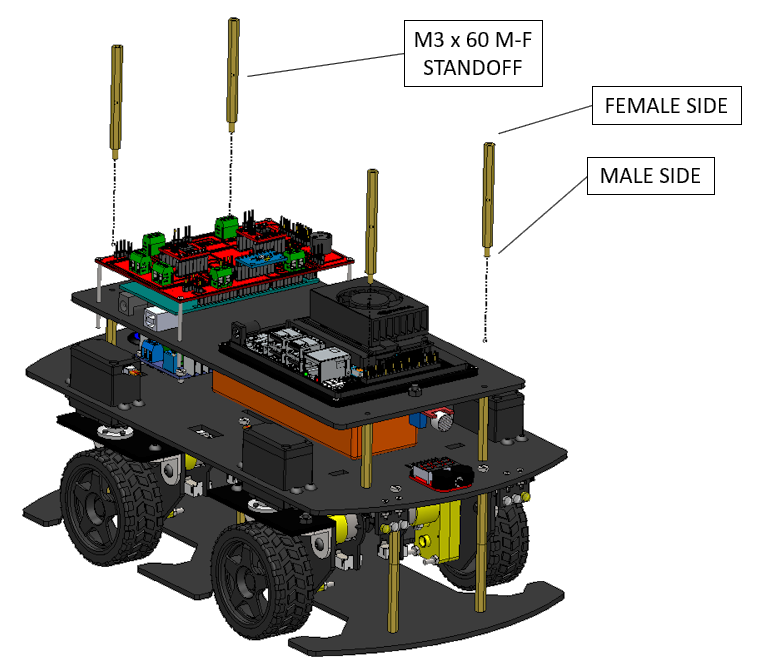 M3 x 60 M-F
STANDOFF
FEMALE SIDE
MALE SIDE